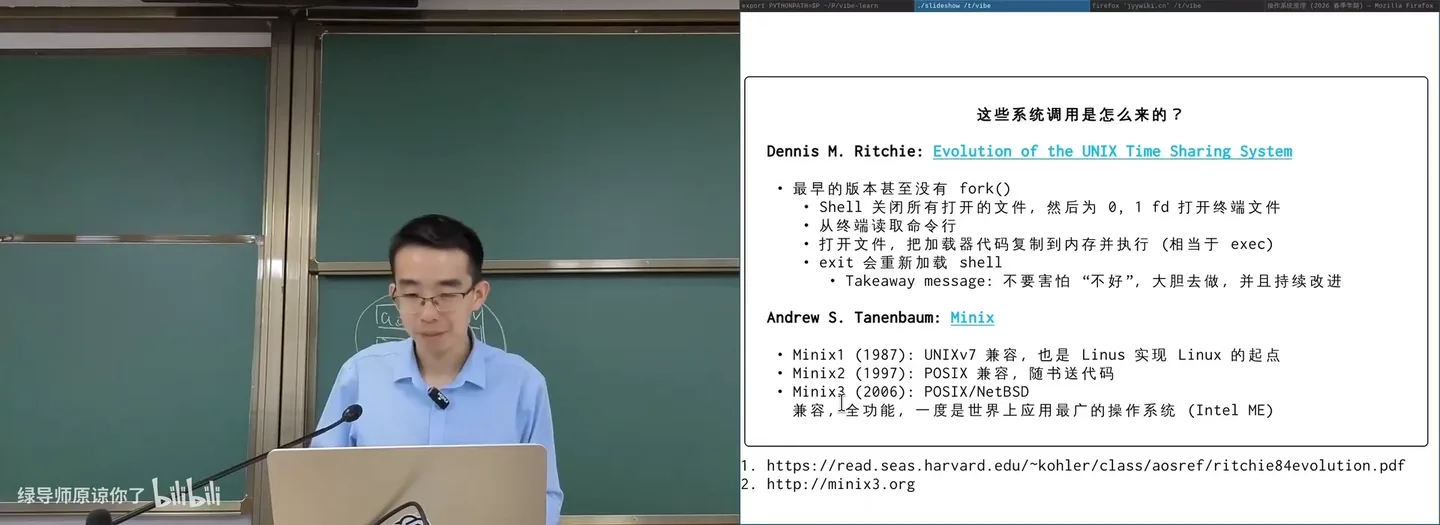 export PYTHONPATH=$P ~/P/vibe-learn
./slideshow /t/vibe
firefox 'jyywiki.cn' /t/vibe
操作系统原理 (2026 春季学期) — Mozilla Firefox
这些系统调用是怎么来的？
Dennis M. Ritchie: Evolution of the UNIX Time Sharing System
• 最早的版本甚至没有 fork()
• Shell 关闭所有打开的文件，然后为 0, 1 fd 打开终端文件
• 从终端读取命令行
• 打开文件，把加载器代码复制到内存并执行 (相当于 exec)
• exit 会重新加载 shell
• Takeaway message: 不要害怕 “不好”，大胆去做，并且持续改进
Andrew S. Tanenbaum: Minix
• Minix1 (1987): UNIXv7 兼容，也是 Linus 实现 Linux 的起点
• Minix2 (1997): POSIX 兼容，随书送代码
• Minix3 (2006): POSIX/NetBSD
兼容，全功能，一度是世界上应用最广的操作系统 (Intel ME)
1. https://read.seas.harvard.edu/~kohler/class/aosref/ritchie84evolution.pdf
2. http://minix3.org
绿导师原谅你了 bilibili